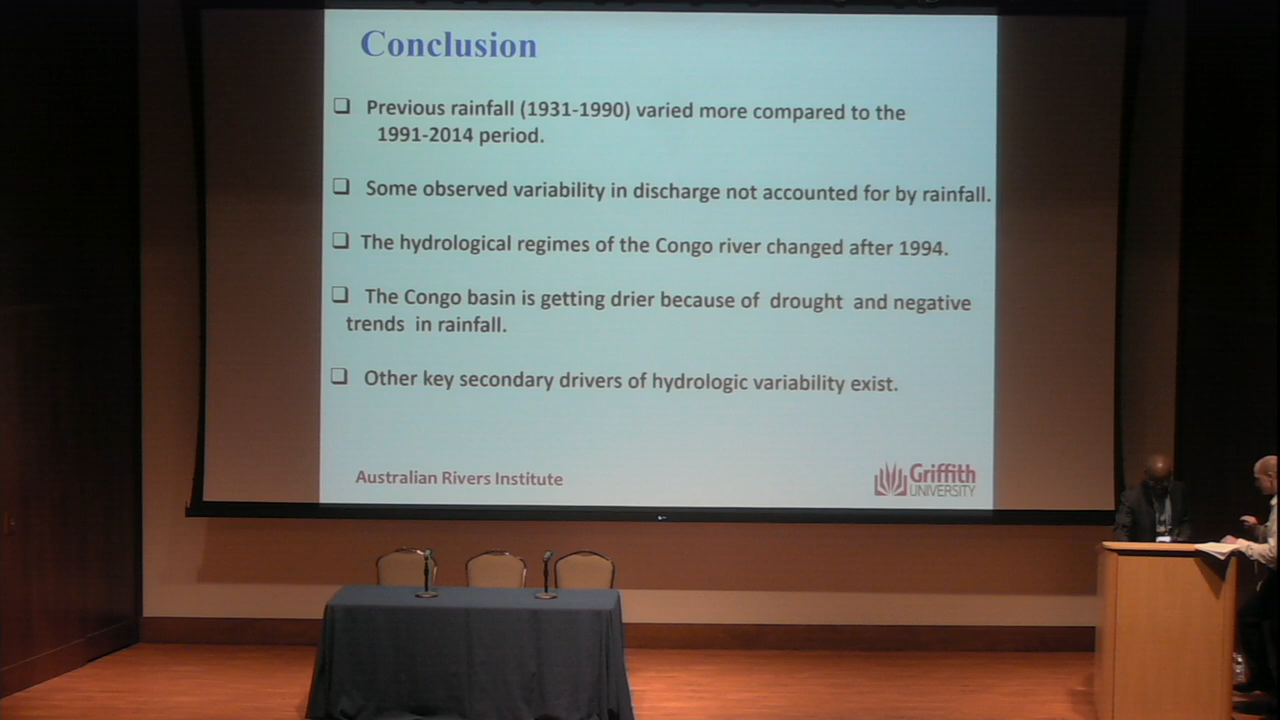 Conclusion
❑ Previous rainfall (1931-1990) varied more compared to the
1991-2014 period.
❑ Some observed variability in discharge not accounted for by rainfall.
❑ The hydrological regimes of the Congo river changed after 1994.
❑ The Congo basin is getting drier because of drought and negative
trends in rainfall.
❑ Other key secondary drivers of hydrologic variability exist.
Australian Rivers Institute
Griffith
UNIVERSITY